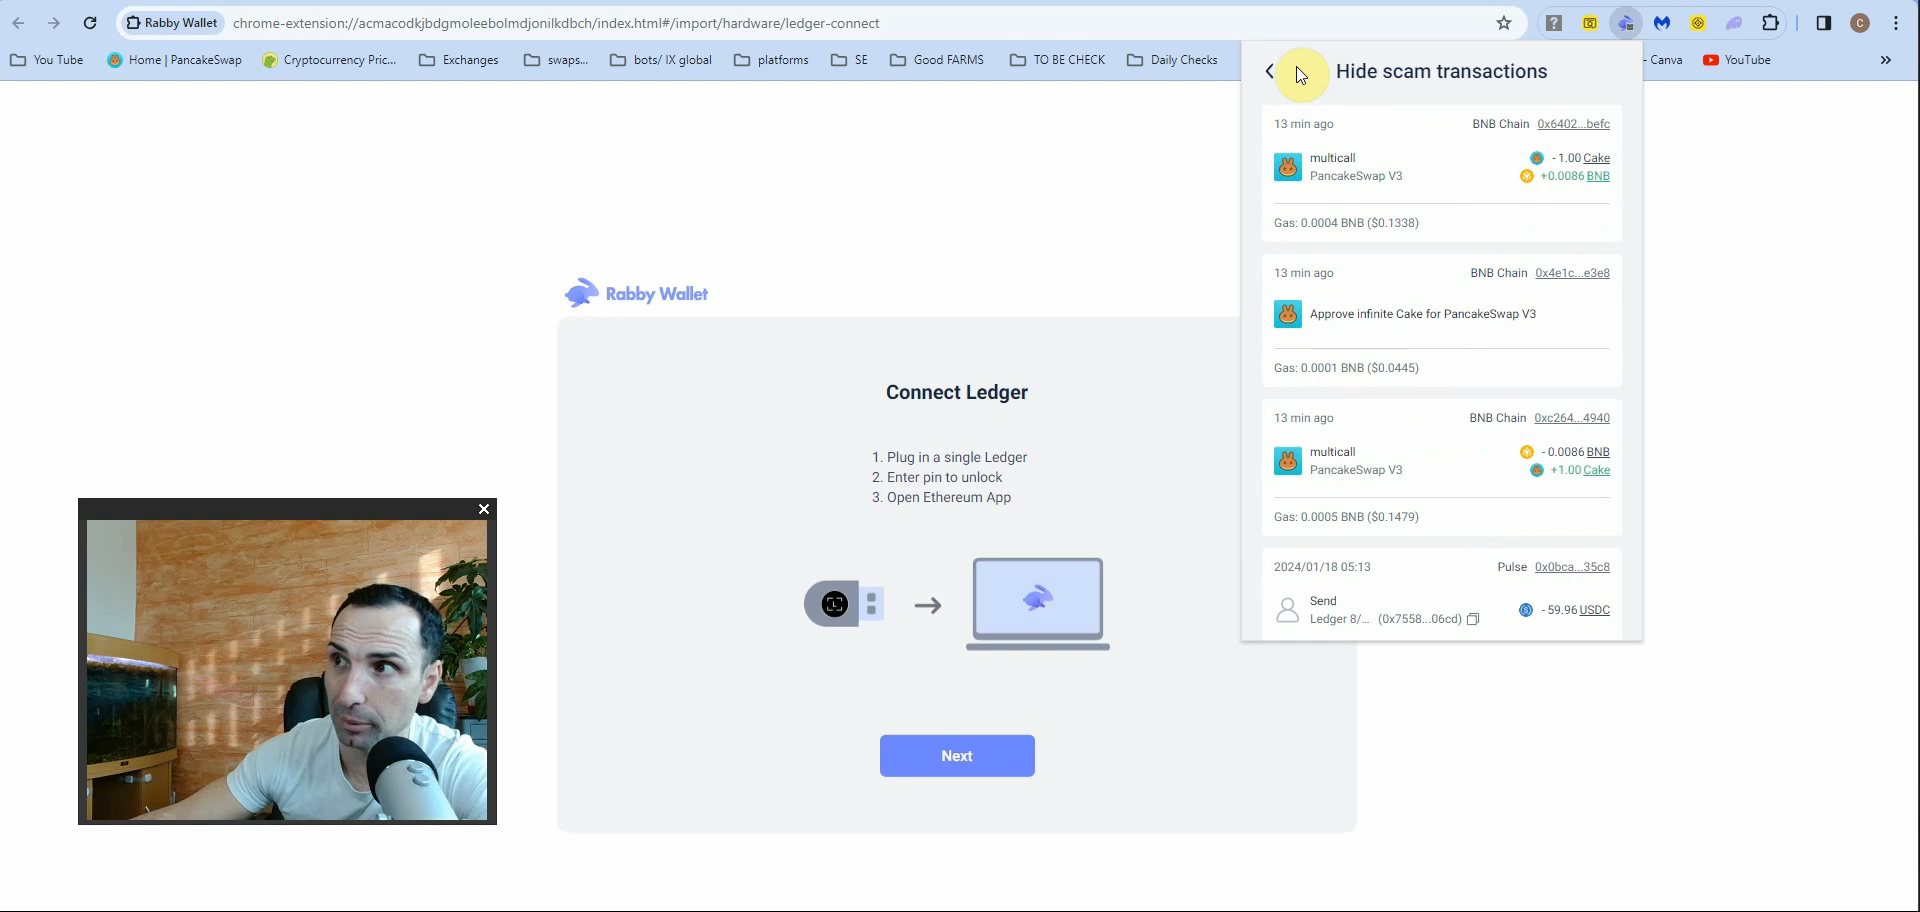 Rabby Wallet
chrome-extension://acmacodkjbdgmoleebolmdjonilkdbch/index.html#/import/hardware/ledger-connect
C
You Tube
Home | PancakeSwap
Cryptocurrency Pric...
Exchanges
swaps...
bots/ IX global
platforms
SE
Good FARMS
TO BE CHECK
Daily Checks
- Canva
YouTube
Hide scam transactions
13 min ago
BNB Chain 0x6402...befc
multicall
- 1.00 Cake
PancakeSwap V3
+0.0086 BNB
Gas: 0.0004 BNB ($0.1338)
13 min ago
BNB Chain 0x4e1c...e3e8
Approve infinite Cake for PancakeSwap V3
Gas: 0.0001 BNB ($0.0445)
13 min ago
BNB Chain 0xc264...4940
multicall
- 0.0086 BNB
PancakeSwap V3
+1.00 Cake
Gas: 0.0005 BNB ($0.1479)
2024/01/18 05:13
Pulse 0x0bca...35c8
Send
Ledger 8/... (0x7558...06cd)
- 59.96 USDC
Rabby Wallet
Connect Ledger
1. Plug in a single Ledger
2. Enter pin to unlock
3. Open Ethereum App
Next